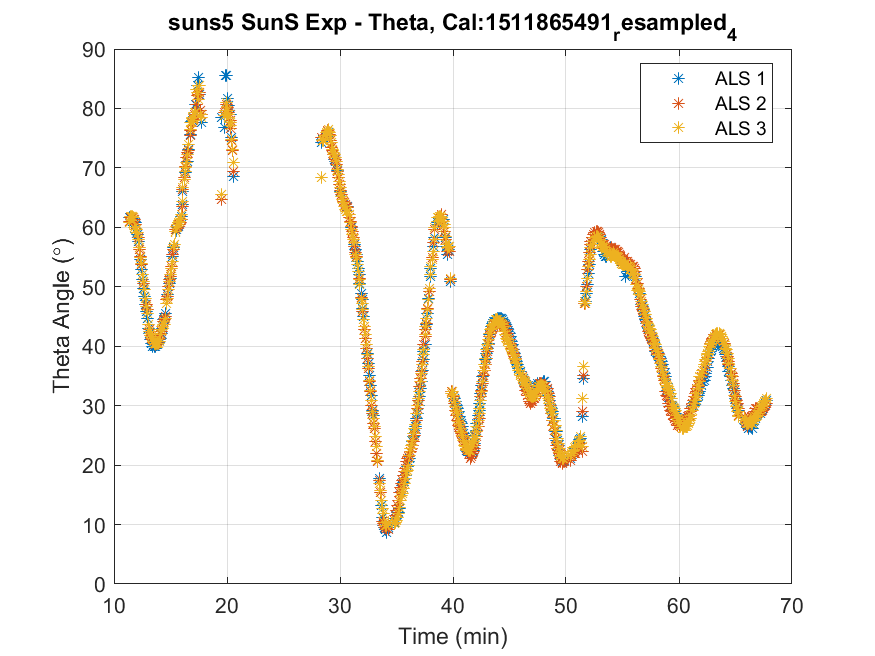 suns5 SunS Exp - Theta, Cal:1511865491resampled4
90
80
70
60
50
40
30
20
10
0
Theta Angle (°)
10 20 30 40 50 60 70
Time (min)
ALS 1
ALS 2
ALS 3